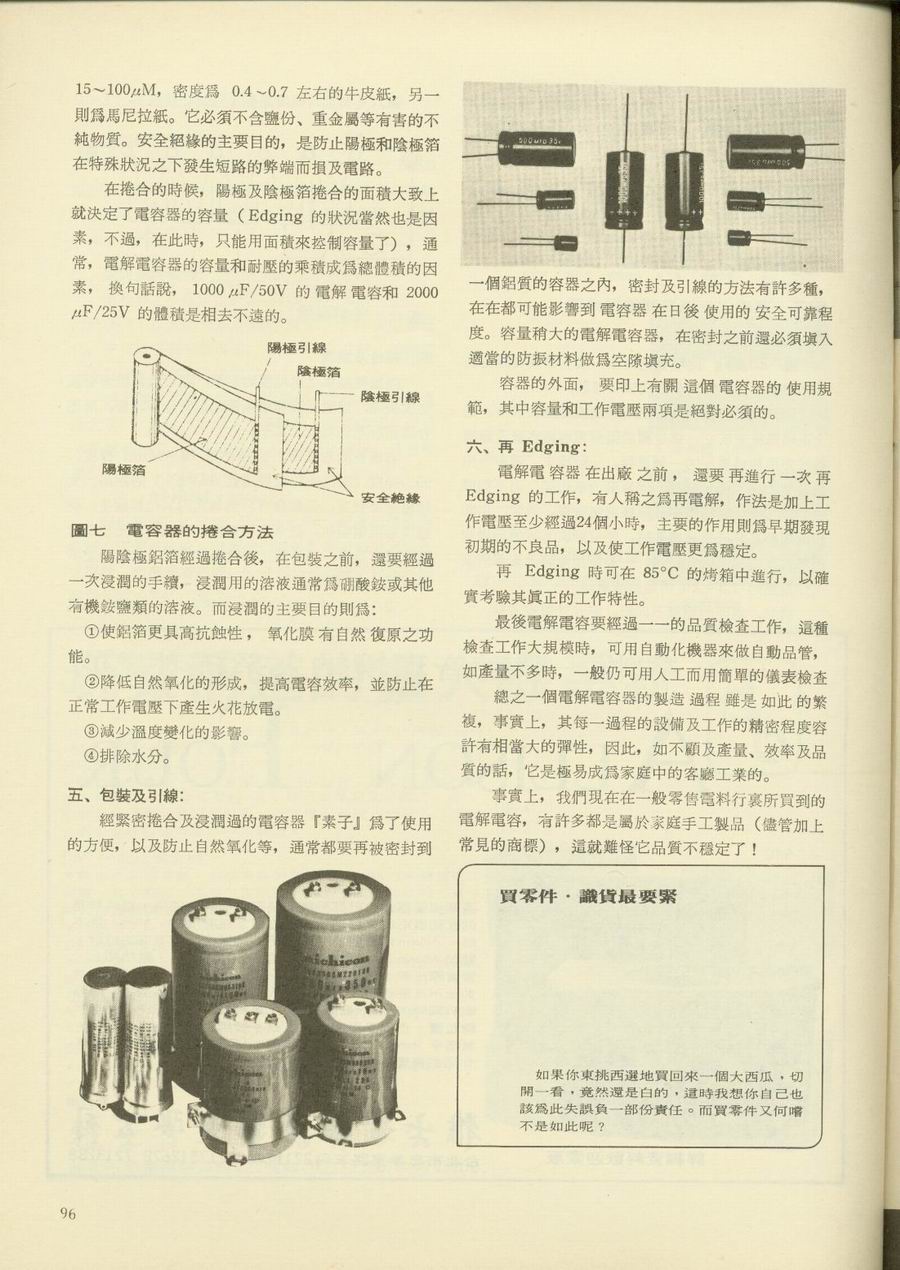 15～100μM，密度爲 0.4～0.7 左右的牛皮紙，另一
則爲馬尼拉紙。它必須不含鹽份、重金屬等有害的不
純物質。安全絕緣的主要目的，是防止陽極和陰極箔
在特殊狀況之下發生短路的弊端而損及電路。
在捲合的時候，陽極及陰極箔捲合的面積大致上
就決定了電容器的容量（Edging 的狀況當然也是因
素，不過，在此時，只能用面積來控制容量了），通
常，電解電容器的容量和耐壓的乘積成爲總體積的因
素， 換句話說， 1000 μF/50V 的 電解 電容和 2000
μF/25V 的體積是相去不遠的。
陽極引線
陰極箔
陰極引線
陽極箔
安全絶緣
圖七 電容器的捲合方法
陽陰極鋁箔經過捲合後，在包裝之前，還要經過
一次浸潤的手續，浸潤用的溶液通常爲硼酸銨或其他
有機銨鹽類的溶液。而浸潤的主要目的則爲：
①使鋁箔更具高抗蝕性， 氧化膜 有自然 復原之功
能。
②降低自然氧化的形成，提高電容效率，並防止在
正常工作電壓下產生火花放電。
③減少溫度變化的影響。
④排除水分。
五、包裝及引線：
經緊密捲合及浸潤過的電容器『素子』爲了使用
的方便，以及防止自然氧化等，通常都要再被密封到
一個鋁質的容器之內，密封及引線的方法有許多種，
在在都可能影響到 電容器 在日後 使用的 安全可靠程
度。容量稍大的電解電容器，在密封之前還必須塡入
適當的防振材料做爲空隙塡充。
容器的外面， 要印上有關 這個 電容器的 使用規
範，其中容量和工作電壓兩項是絕對必須的。
六、再 Edging：
電解電 容器 在出廠 之前 ， 還要 再進行 一次 再
Edging 的工作，有人稱之爲再電解，作法是加上工
作電壓至少經過24個小時，主要的作用則爲早期發現
初期的不良品，以及使工作電壓更爲穩定。
再 Edging 時可在 85°C 的烤箱中進行，以確
實考驗其眞正的工作特性。
最後電解電容要經過一一的品質檢查工作，這種
檢查工作大規模時，可用自動化機器來做自動品管，
如產量不多時，一般仍可用人工而用簡單的儀表檢查
總之一個電解電容器的製造 過程 雖是 如此 的繁
複，事實上，其每一過程的設備及工作的精密程度容
許有相當大的彈性，因此，如不顧及產量、效率及品
質的話，它是極易成爲家庭中的客廳工業的。
事實上，我們現在在一般零售電料行裏所買到的
電解電容，有許多都是屬於家庭手工製品（儘管加上
常見的商標），這就難怪它品質不穩定了！
nichicon
買零件・識貨最要緊
如果你東挑西選地買回來一個大西瓜，切
開一看，竟然還是白的，這時我想你自己也
該爲此失誤負一部份責任。而買零件又何嚐
不是如此呢？
96